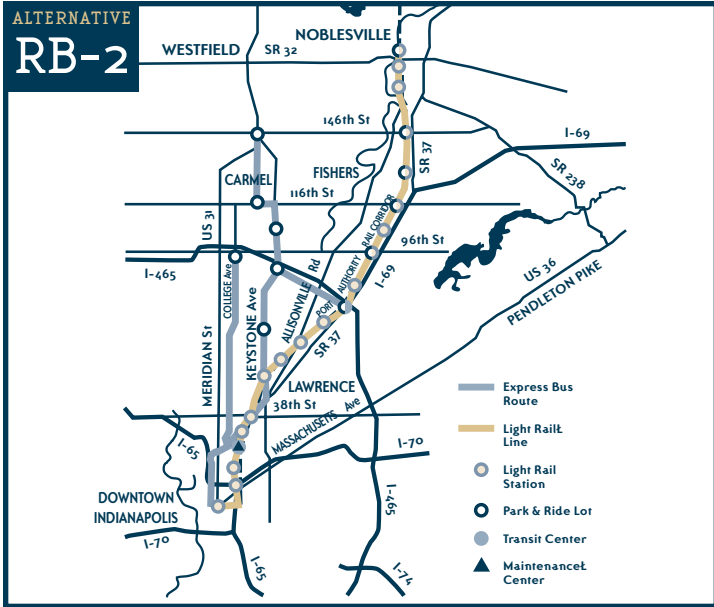 ALTERNATIVE
RB-2
NOBLESVILLE
WESTFIELD
SR 32
146th St
I-69
SR 37
FISHERS
CARMEL
SR 238
116th St
US 31
RAIL CORRIDOR
96th St
I-465
COLLEGE Ave
Rd
AUTHORITY
I-69
US 36
KEYSTONE Ave
ALLISONVILLE
PORT
PENDLETON PIKE
SR 37
MERIDIAN St
LAWRENCE
38th St
Ave
MASSACHUSETTS
I-65
I-70
DOWNTOWN
INDIANAPOLIS
I-465
I-70
I-65
I-74
Express Bus
Route
Light RailŁ
Line
Light Rail
Station
Park & Ride Lot
Transit Center
MaintenanceŁ
Center